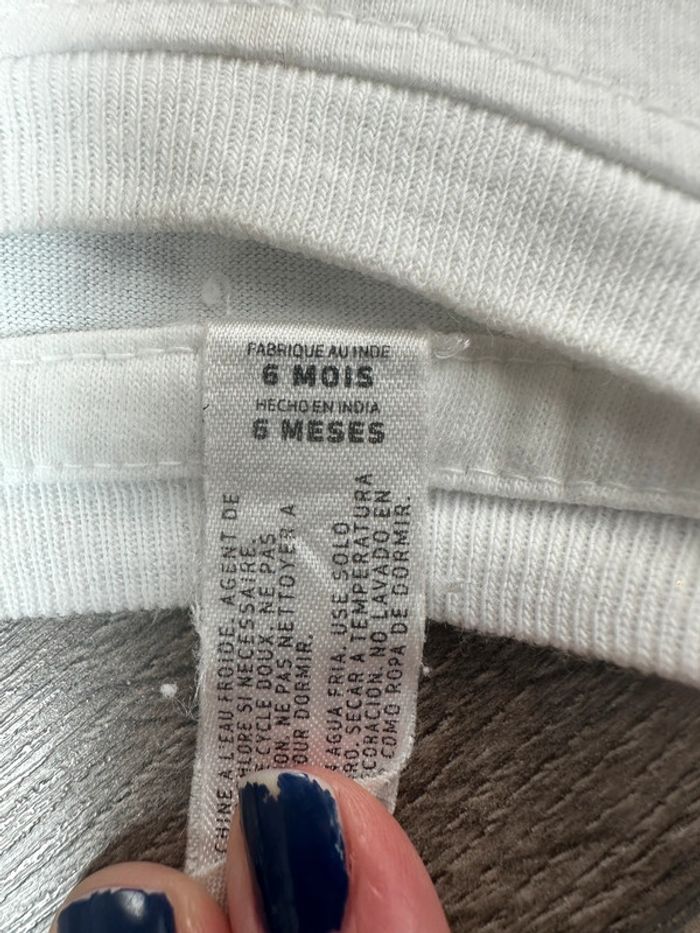 FABRIQUE AU INDE
6 MOIS
HECHO EN INDIA
6 MESES
CHINE A L'EAU FROIDE. AGENT DE
HLORE SI NECESSAIRE.
E CYCLE DOUX. NE PAS
ON. NE PAS NETTOYER A
OUR DORMIR.
AGUA FRIA. USE SOLO
RO. SECAR A TEMPERATURA
CORACION. NO LAVADO EN
COMO ROPA DE DORMIR.